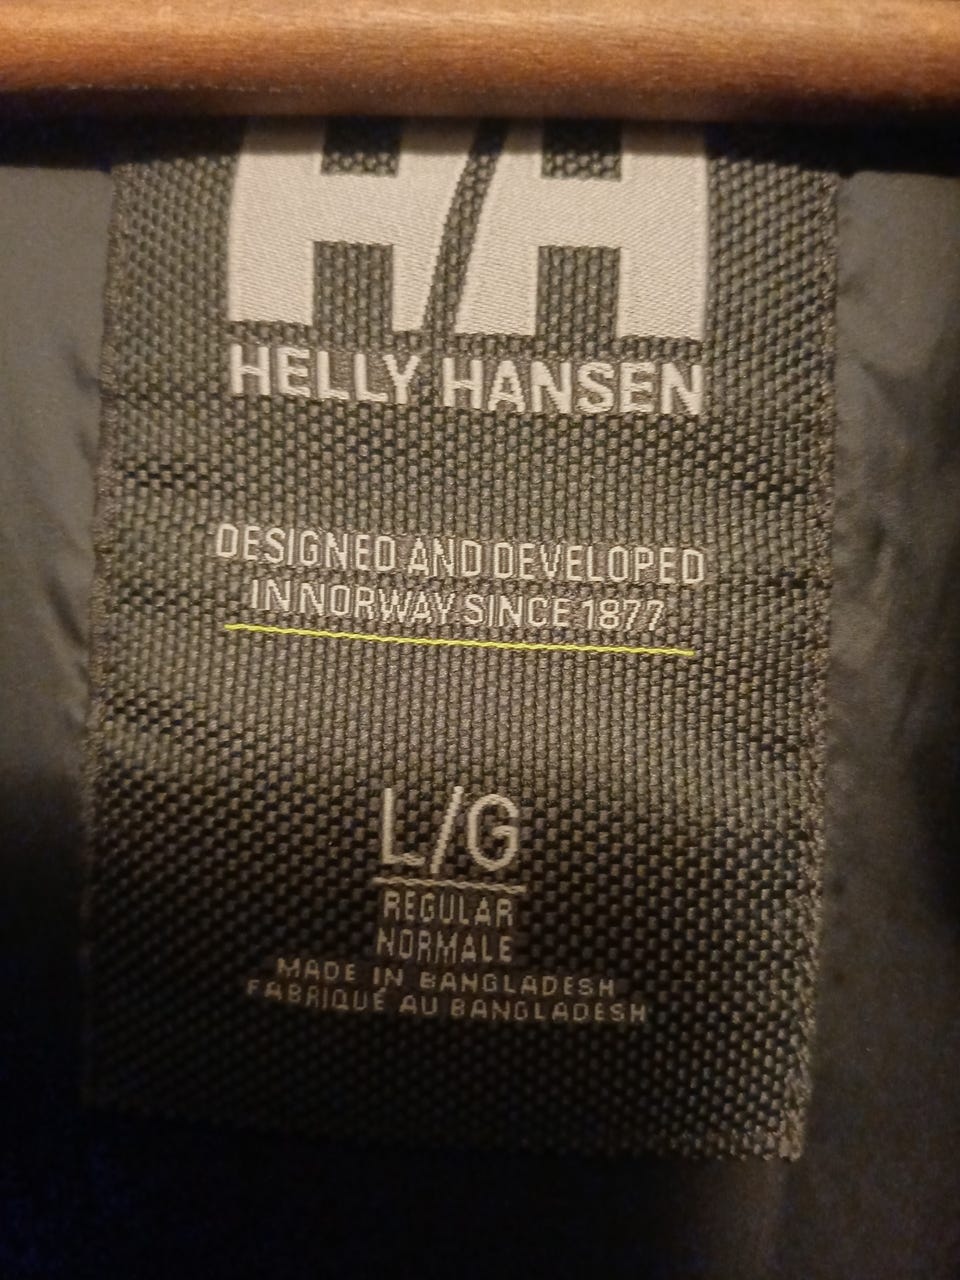 HH
HELLY HANSEN
DESIGNED AND DEVELOPED
IN NORWAY SINCE 1877
L/G
REGULAR
NORMALE
MADE IN BANGLADESH
FABRIQUÉ AU BANGLADESH